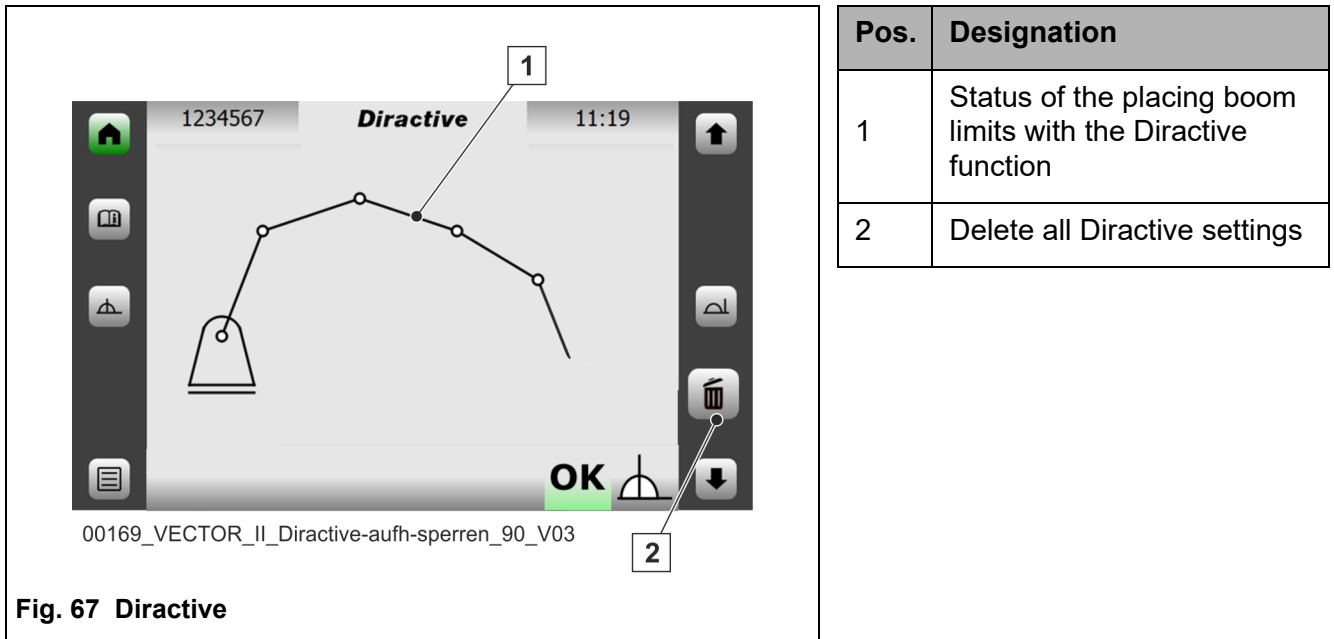 1
1234567
Diractive
11:19
OK
00169_VECTOR_II_Diractive-aufh-sperren_90_V03
2
Fig. 67 Diractive
Pos. Designation
1 Status of the placing boom
limits with the Diractive
function
2 Delete all Diractive settings